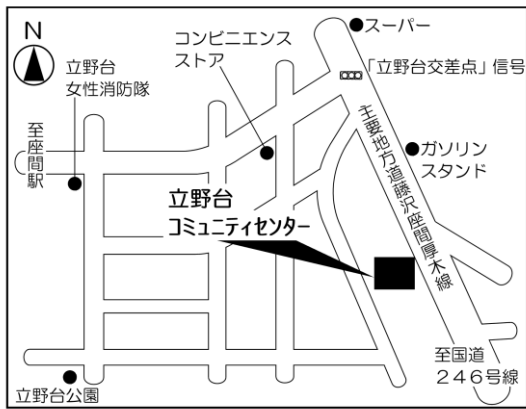 N
スーパー
コンビニエンス
ストア
「立野台交差点」信号
立野台
女性消防隊
至座間駅
ガソリン
スタンド
主要地方道藤沢座間厚木線
立野台
コミュニティセンター
至国道
246号線
立野台公園